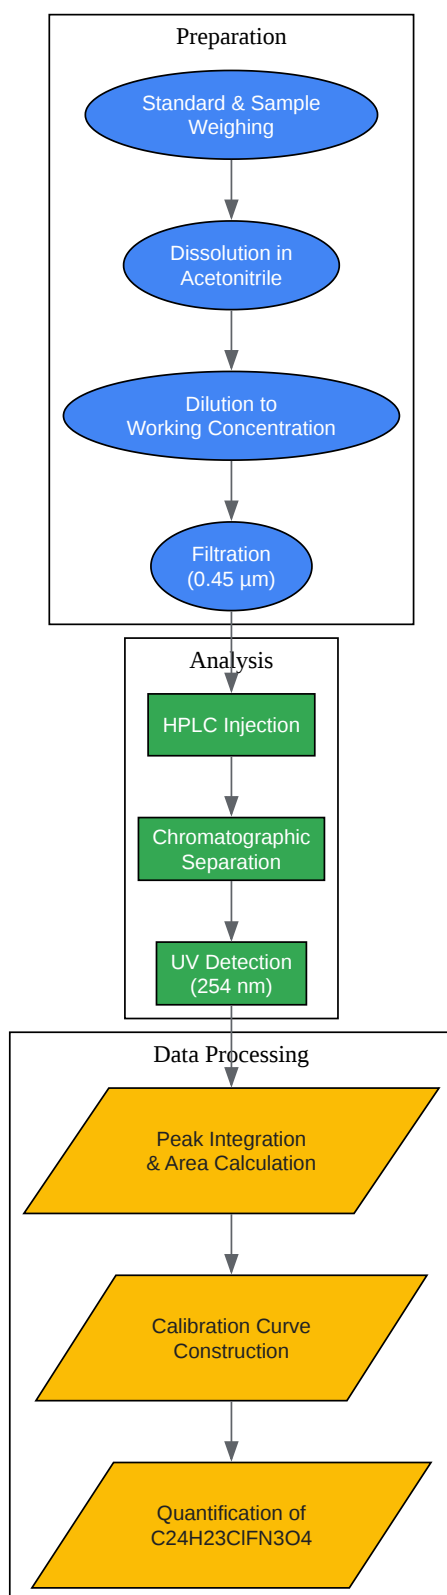 Preparation
Standard & Sample
Weighing
Dissolution in
Acetonitrile
Dilution to
Working Concentration
Filtration
(0.45 µm)
Analysis
HPLC Injection
Chromatographic
Separation
UV Detection
(254 nm)
Data Processing
Peak Integration
& Area Calculation
Calibration Curve
Construction
Quantification of
C24H23ClFN3O4